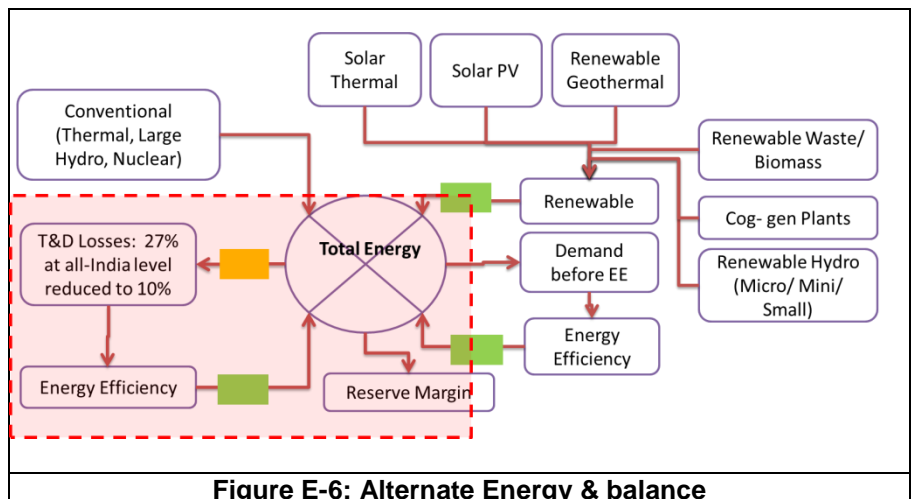 Solar
Thermal
Solar PV
Renewable
Geothermal
Conventional
(Thermal, Large
Hydro, Nuclear)
Renewable Waste/
Biomass
Renewable
Cog- gen Plants
T&D Losses:  27%
at all-India level
reduced to 10%
Total Energy
Demand
before EE
Renewable Hydro
(Micro/ Mini/
Small)
Energy
Efficiency
Energy Efficiency
Reserve Margin
Figure E-6: Alternate Energy & balance